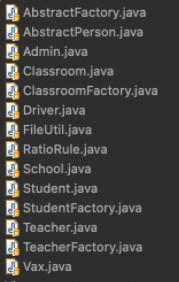 AbstractFactory.java
AbstractPerson.java
Admin.java
Classroom.java
ClassroomFactory.java
Driver.java
FileUtil.java
RatioRule.java
School.java
Student.java
StudentFactory.java
Teacher.java
TeacherFactory.java
Vax.java